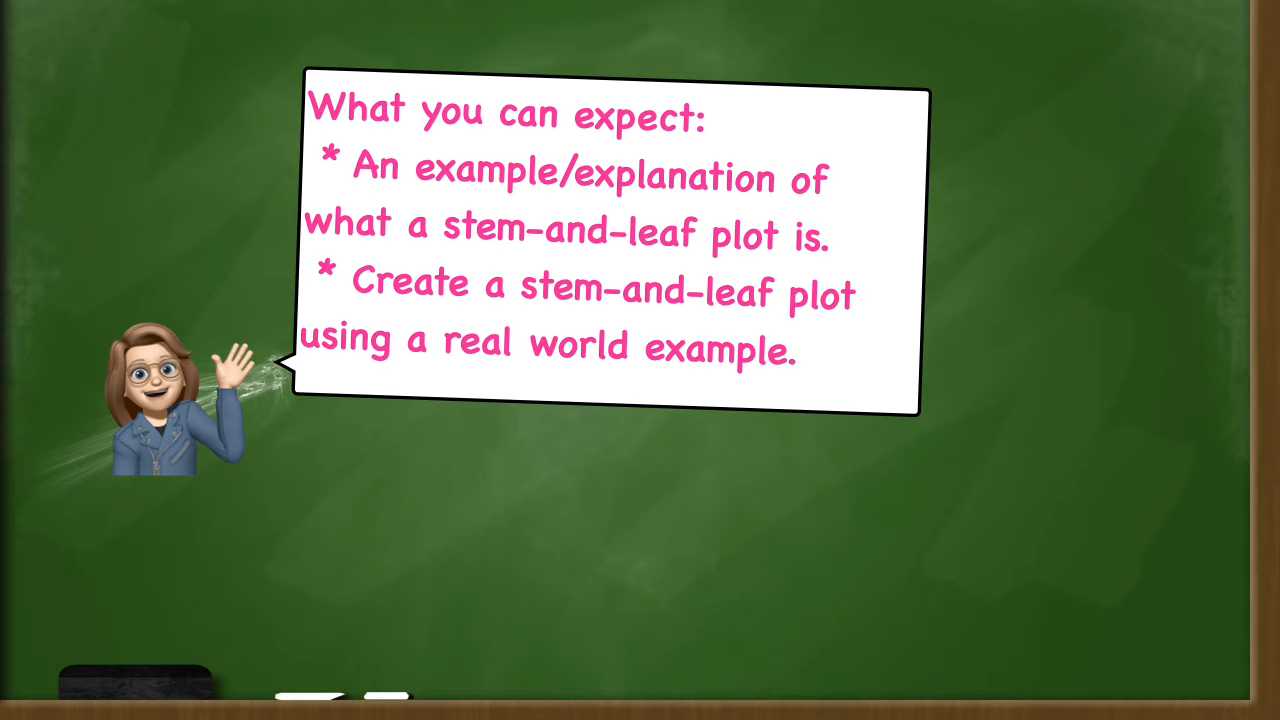 What you can expect:
* An example/explanation of
what a stem-and-leaf plot is.
* Create a stem-and-leaf plot
using a real world example.